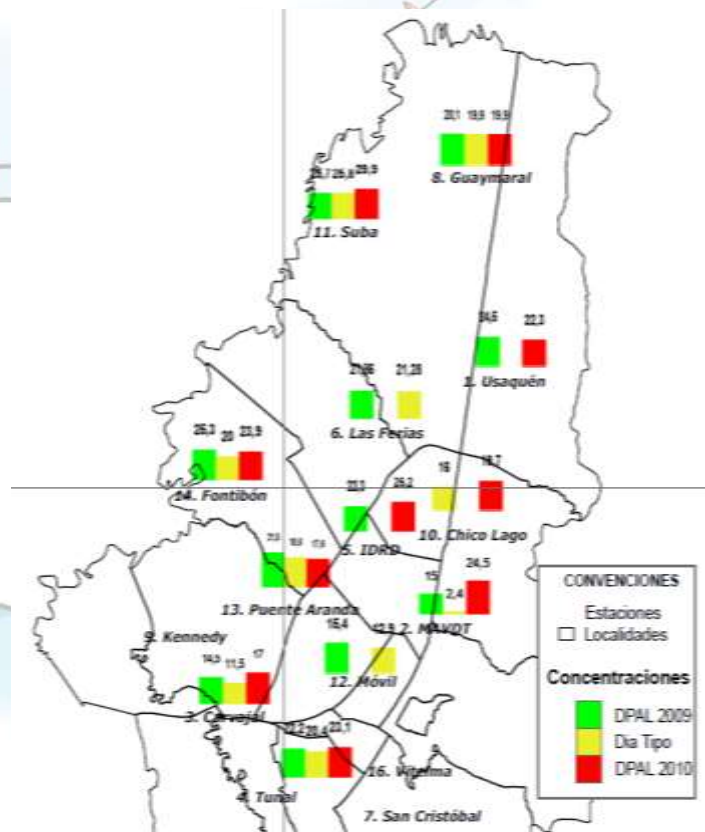 20,1 19,9 19,9
8. Guaymaral
26,8 29,9
11. Suba
22,3
1. Usaquén
21,28
6. Las Ferias
25,3 20 23,9
14. Fontibón
16
10. Chico Lago
26,2
5. IDRD
24,5
15
2,4
2. MAVDT
13. Puente Aranda
16,4
12. Móvil
9. Kennedy
14,5 11,5 17
3. Carvajal
23,1
4. Tunal
16. Vitelma
7. San Cristóbal
CONVENCIONES
Estaciones
Localidades
Concentraciones
DPAL 2009
Dia Tipo
DPAL 2010